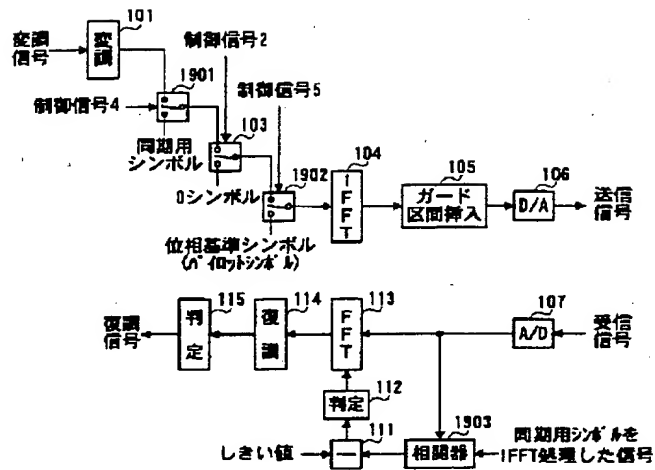 101
変調
信号
変
調
制御信号2
1901
制御信号5
制御信号4
同期用
シンボル
103
0シンボル
1902
位相基準シンボル
(パイロットシンボル)
104
IFFT
105
ガード
区間挿入
106
D/A
送信
信号
115
復調
信号
判
定
114
復
調
113
FFT
107
A/D
受信
信号
112
判定
111
しきい値
—
1903
相関器
同期用シンボルを
IFFT処理した信号